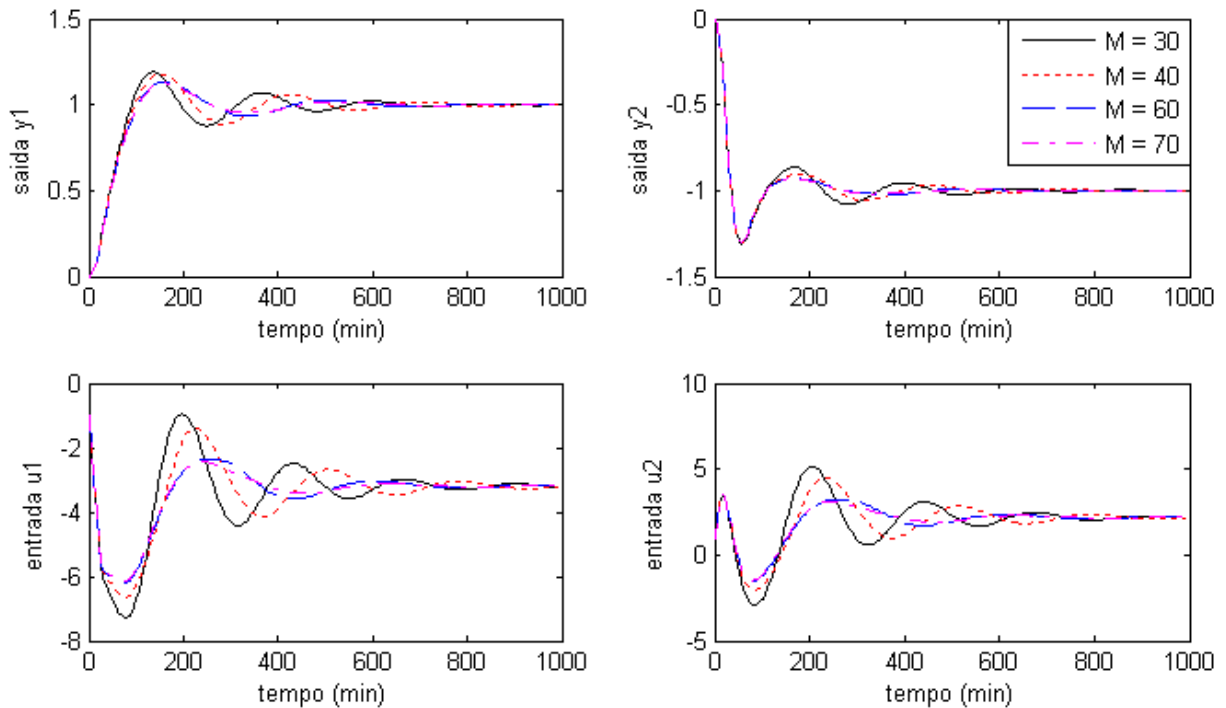 1.5
1
0.5
0
saida y1
0 200 400 600 800 1000
tempo (min)
0
-0.5
-1
-1.5
saida y2
M = 30
M = 40
M = 60
M = 70
0 200 400 600 800 1000
tempo (min)
0
-2
-4
-6
-8
entrada u1
0 200 400 600 800 1000
tempo (min)
10
5
0
-5
entrada u2
0 200 400 600 800 1000
tempo (min)